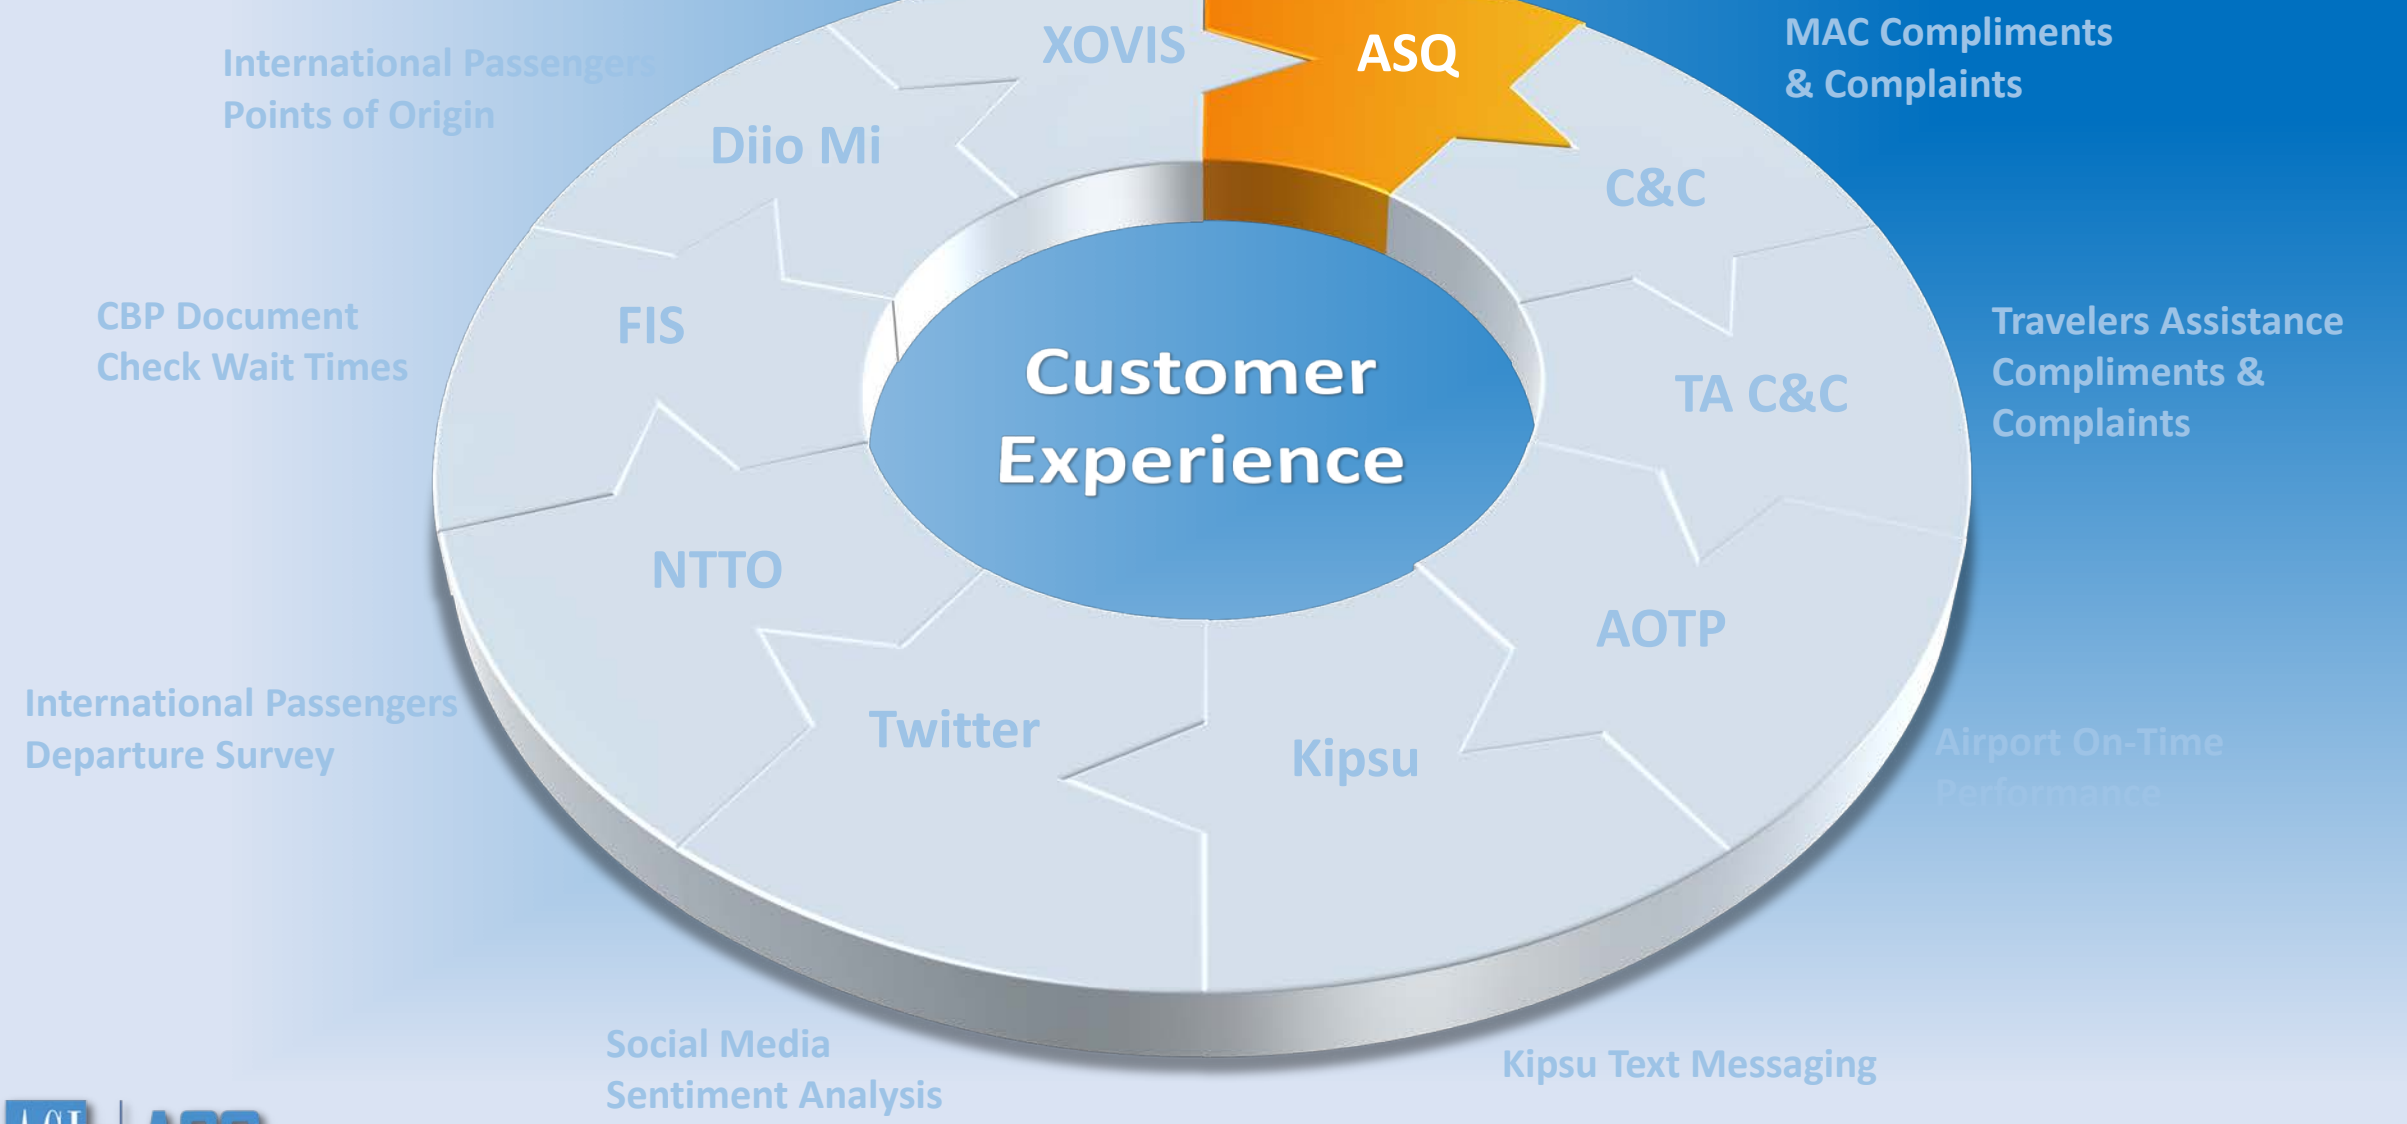 XOVIS
ASQ
MAC Compliments
& Complaints
International Passengers
Points of Origin
Diio Mi
C&C
CBP Document
Check Wait Times
FIS
Customer
Experience
TA C&C
Travelers Assistance
Compliments &
Complaints
NTTO
AOTP
International Passengers
Departure Survey
Twitter
Kipsu
Airport On-Time
Performance
Social Media
Sentiment Analysis
Kipsu Text Messaging